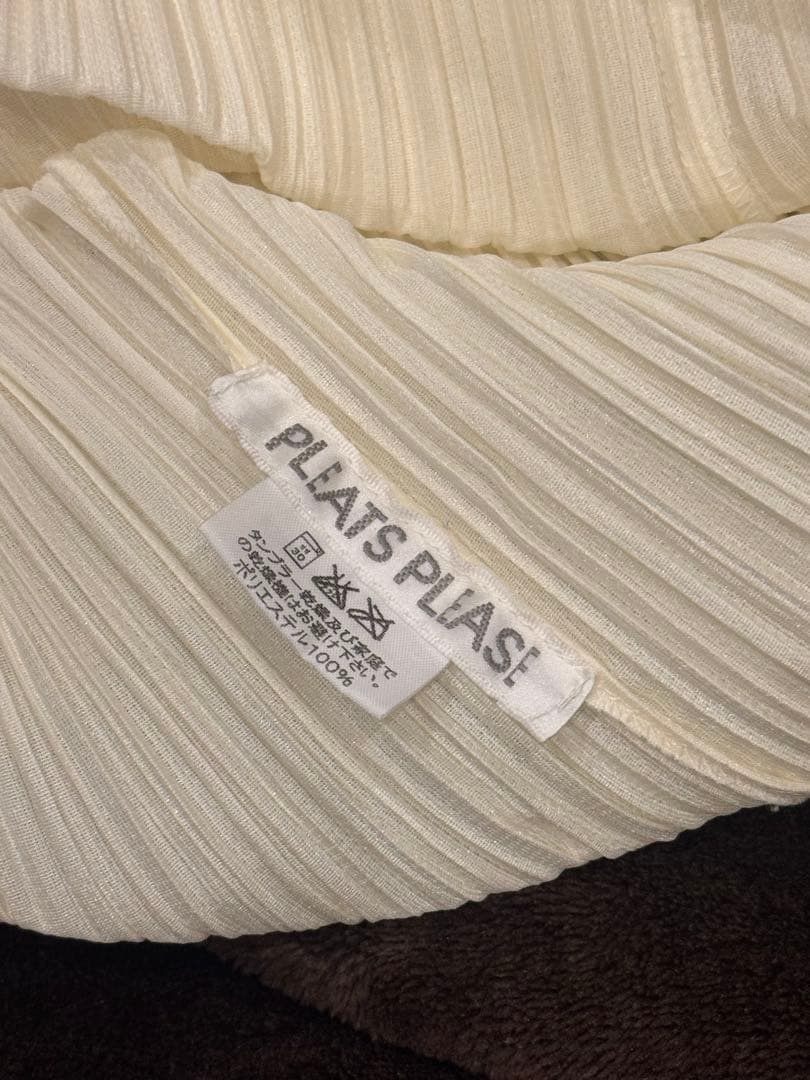 PLEATS PLEASE
30
タンブラー乾燥及び家庭で
の乾燥機はお避け下さい。
ポリエステル100%